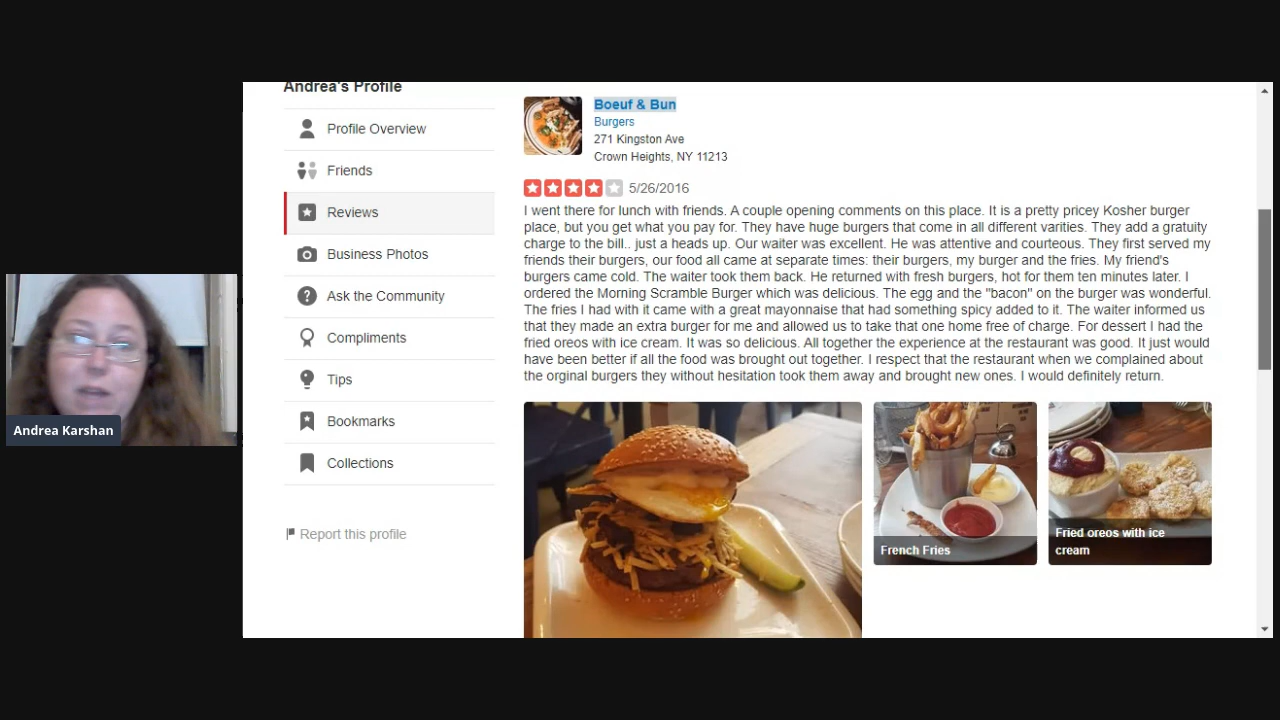 Andrea's Profile
Profile Overview
Friends
Reviews
Business Photos
Ask the Community
Compliments
Tips
Bookmarks
Collections
Report this profile
Andrea Karshan
Boeuf & Bun
Burgers
271 Kingston Ave
Crown Heights, NY 11213
5/26/2016
I went there for lunch with friends. A couple opening comments on this place. It is a pretty pricey Kosher burger
place, but you get what you pay for. They have huge burgers that come in all different varities. They add a gratuity
charge to the bill.. just a heads up. Our waiter was excellent. He was attentive and courteous. They first served my
friends their burgers, our food all came at separate times: their burgers, my burger and the fries. My friend's
burgers came cold. The waiter took them back. He returned with fresh burgers, hot for them ten minutes later. I
ordered the Morning Scramble Burger which was delicious. The egg and the "bacon" on the burger was wonderful.
The fries I had with it came with a great mayonnaise that had something spicy added to it. The waiter informed us
that they made an extra burger for me and allowed us to take that one home free of charge. For dessert I had the
fried oreos with ice cream. It was so delicious. All together the experience at the restaurant was good. It just would
have been better if all the food was brought out together. I respect that the restaurant when we complained about
the orginal burgers they without hesitation took them away and brought new ones. I would definitely return.
French Fries
Fried oreos with ice
cream